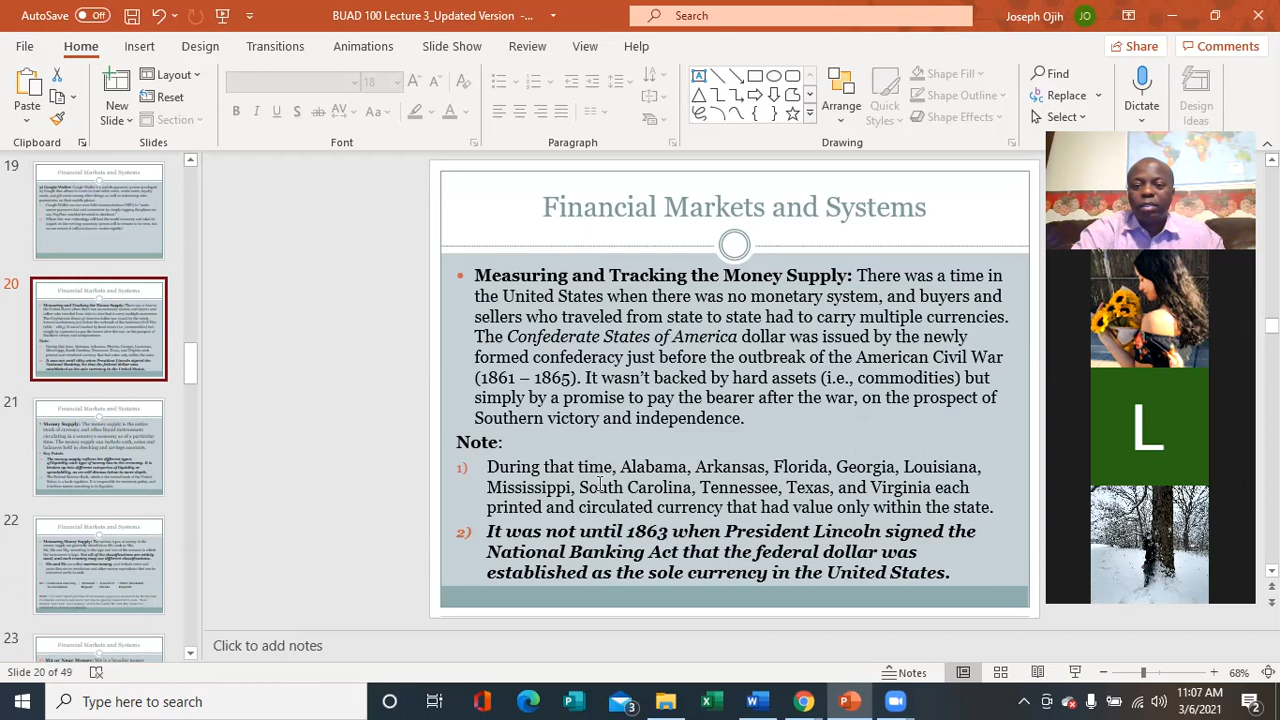 AutoSave Off BUAD 100 Lecture 3_Updated Version - ... Search Joseph Ojih JO
File Home Insert Draw Design Transitions Animations Slide Show Review View Help Share Comments
Paste Clipboard
New Slide Layout Reset Section Slides
18 Font
Paragraph
Arrange Quick Styles Shape Fill Shape Outline Shape Effects Drawing
Find Replace Select
Dictate Design Ideas
19
20
21
22
23
Financial Markets and Systems
Measuring and Tracking the Money Supply: There was a time in
the United States when there was no monetary system, and buyers and
sellers who traveled from state to state had to carry multiple currencies.
The Confederate States of America dollar was issued by the newly
formed confederacy just before the outbreak of the American Civil War
(1861 – 1865). It wasn't backed by hard assets (i.e., commodities) but
simply by a promise to pay the bearer after the war, on the prospect of
Southern victory and independence.
Note:
1) During this time, Alabama, Arkansas, Florida, Georgia, Louisiana,
Mississippi, South Carolina, Tennessee, Texas, and Virginia each
printed and circulated currency that had value only within the state.
2) It was not until 1863 when President Lincoln signed the
National Banking Act that the federal dollar was
established as the sole currency in the United States.
L
Click to add notes
Slide 20 of 49 Notes 68%
Type here to search 3 11:07 AM
3/6/2021 2